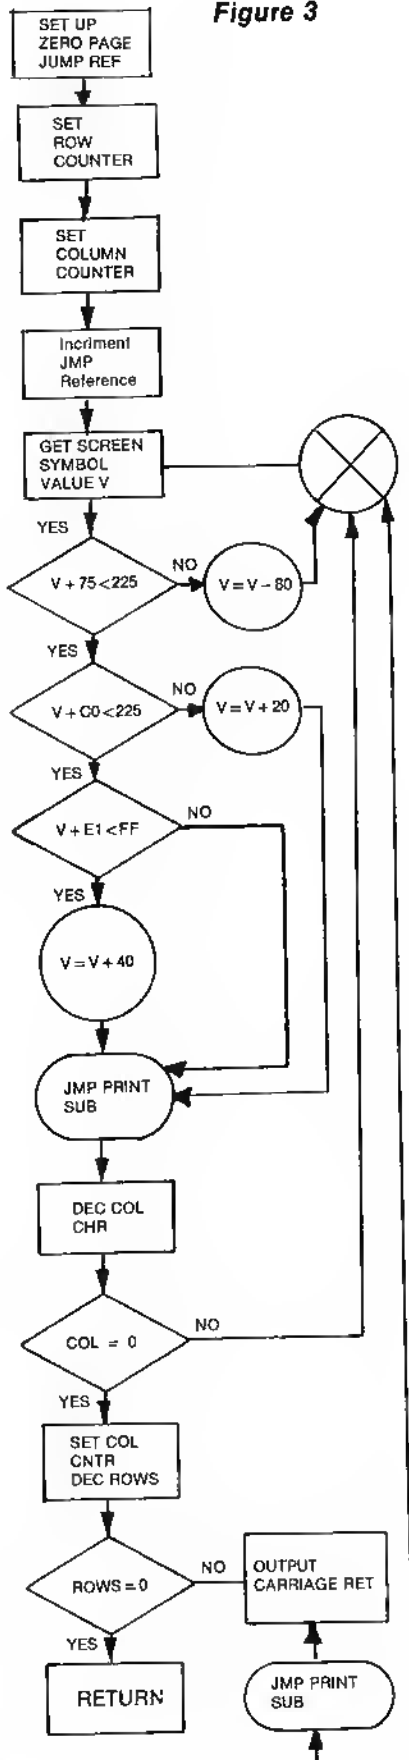 Figure 3
SET UP
ZERO PAGE
JUMP REF
SET
ROW
COUNTER
SET
COLUMN
COUNTER
Incriment
JMP
Reference
GET SCREEN
SYMBOL
VALUE V
YES
V + 75 < 225
NO
V = V - 80
YES
V + C0 < 225
NO
V = V + 20
YES
V + E1 < FF
NO
YES
V = V + 40
JMP PRINT
SUB
DEC COL
CHR
COL = 0
NO
YES
SET COL
CNTR
DEC ROWS
ROWS = 0
NO
OUTPUT
CARRIAGE RET
YES
RETURN
JMP PRINT
SUB